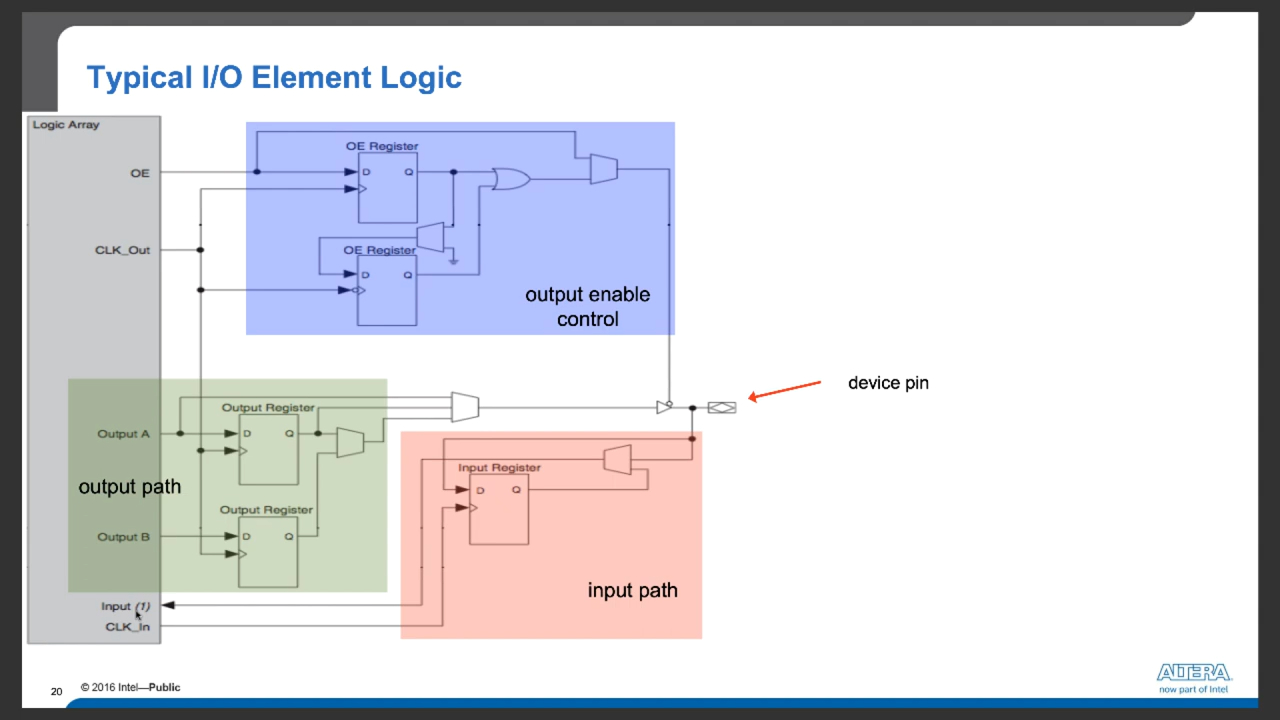 Typical I/O Element Logic
Logic Array
OE
CLK_Out
Output A
Output B
Input (1)
CLK_In
OE Register
D
Q
OE Register
D
Q
output enable
control
Output Register
D
Q
output path
Output Register
D
Q
Input Register
D
Q
input path
device pin
20
© 2016 Intel—Public
ALTERA
now part of Intel